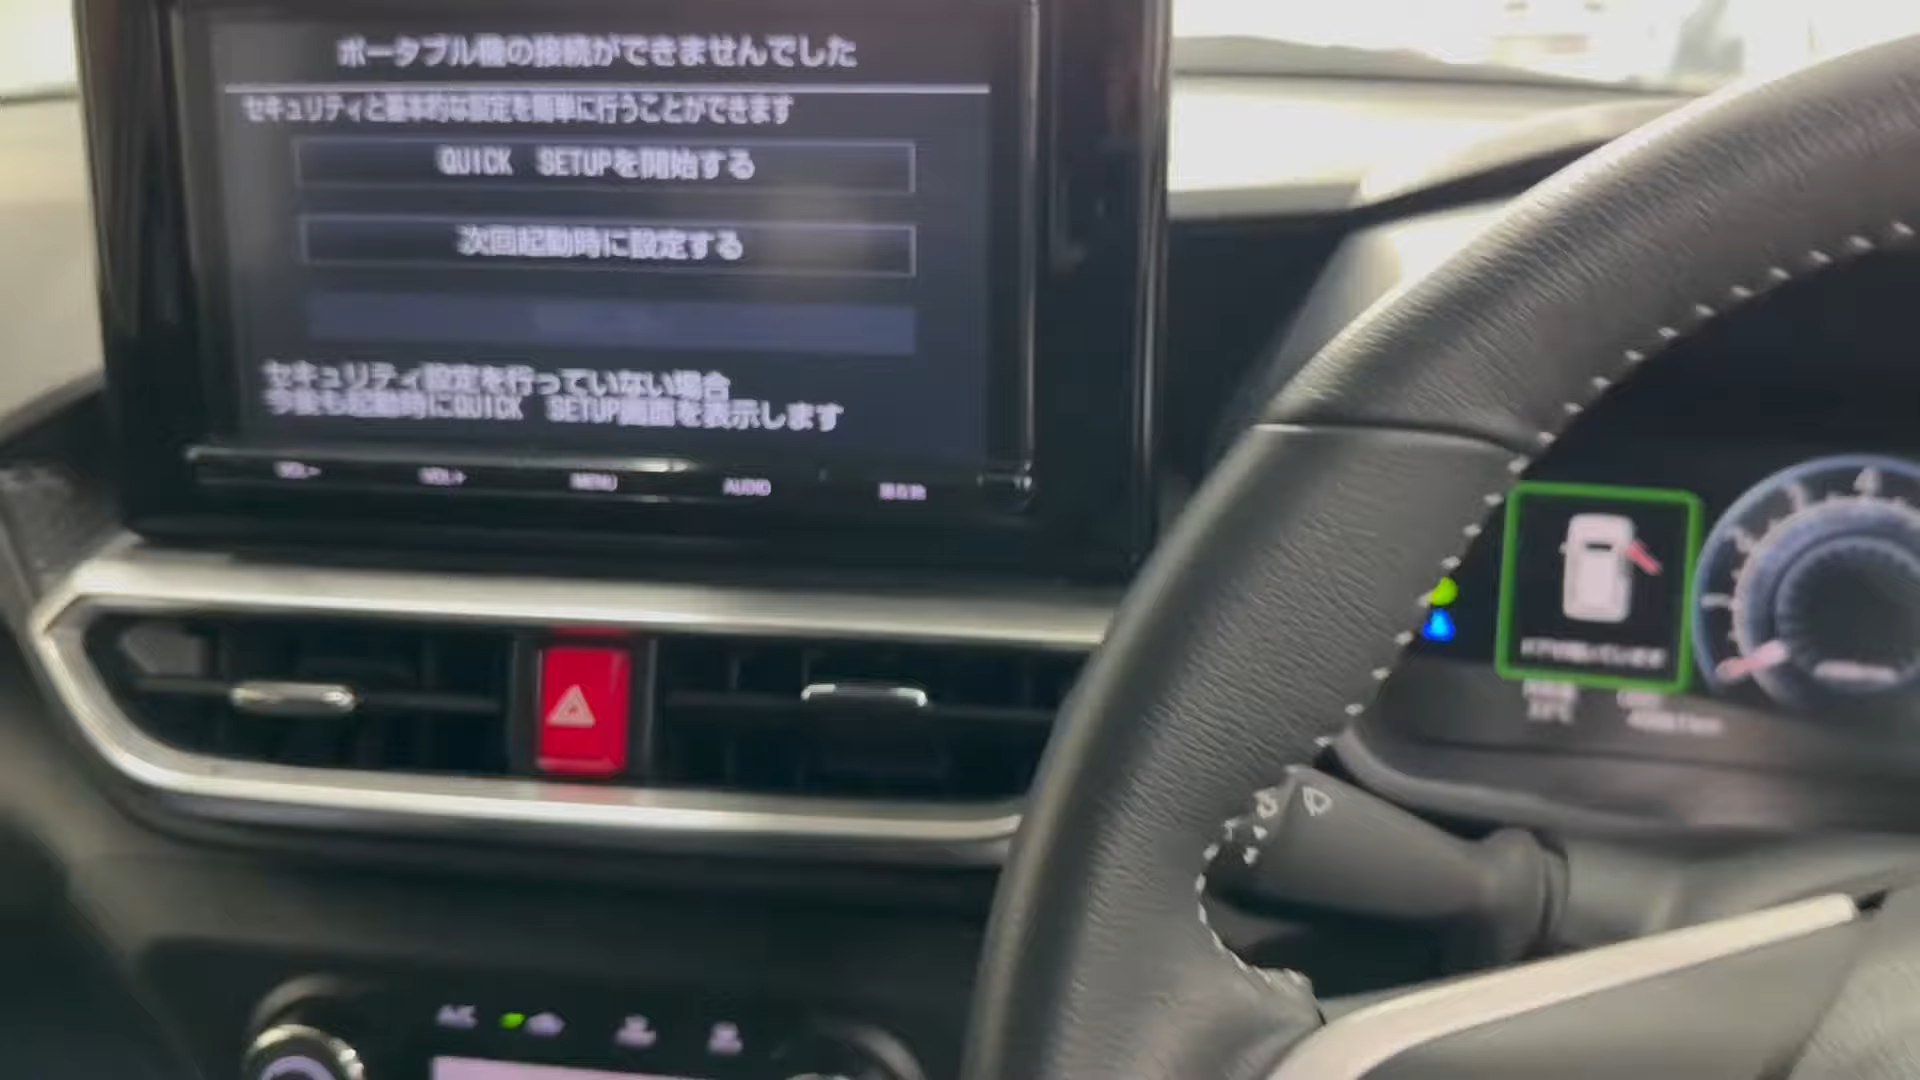 ポータブル機の接続ができませんでした
セキュリティと基本的な設定を簡単に行うことができます
QUICK SETUPを開始する
次回起動時に設定する
セキュリティ設定を行っていない場合
今後も起動時にQUICK SETUP画面を表示します
VOL- VOL+ MENU AUDIO 現在地
4
3
A/C